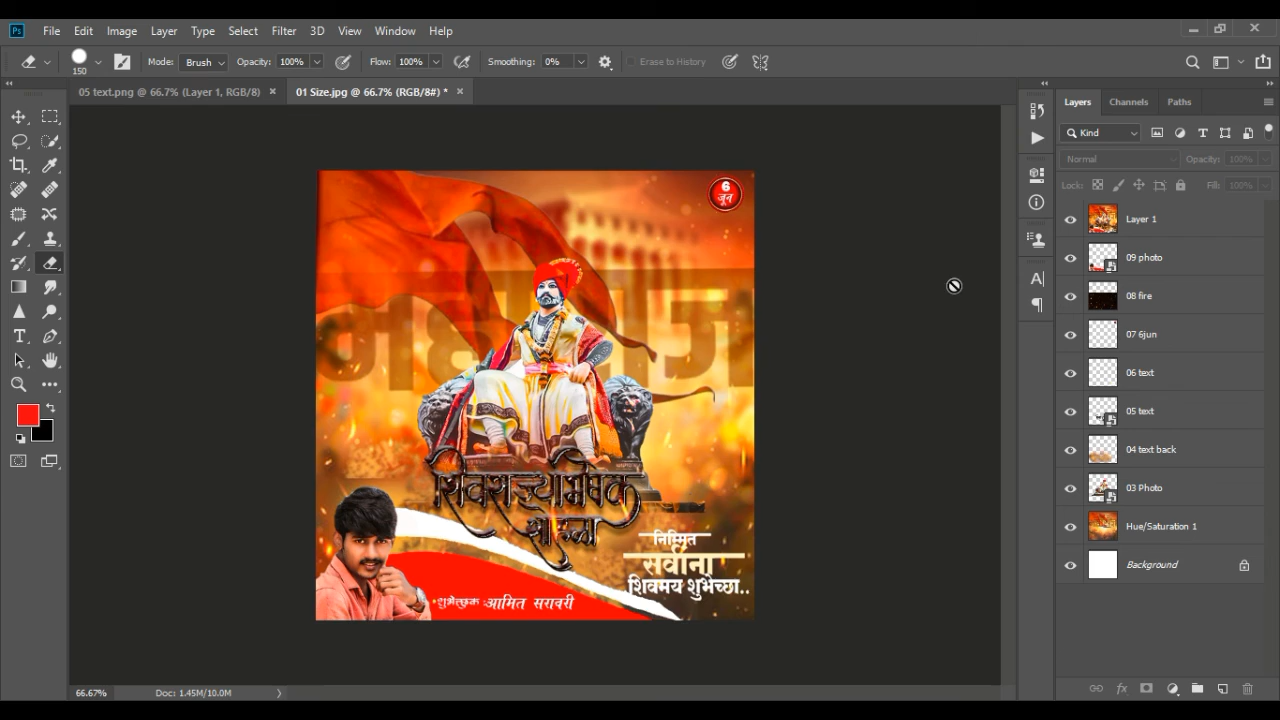 Ps File Edit Image Layer Type Select Filter 3D View Window Help
150 Mode: Brush Opacity: 100% Flow: 100% Smoothing: 0% Erase to History
05 text.png @ 66.7% (Layer 1, RGB/8) × 01 Size.jpg @ 66.7% (RGB/8#) * ×
Layers Channels Paths
Kind
Normal Opacity: 100%
Lock: Fill: 100%
Layer 1
09 photo
08 fire
07 6jun
06 text
05 text
04 text back
03 Photo
Hue/Saturation 1
Background
6
जून
शिवराज्याभिषेक
सोहळा
निमित्त
सर्वांना
शिवमय शुभेच्छा..
शुभेच्छुक आमित सरावरी
66.67% Doc: 1.45M/10.0M